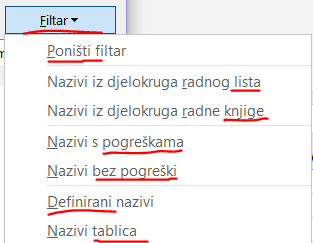 Filtar
Poništi filtar
Nazivi iz djelokruga radnog lista
Nazivi iz djelokruga radne knjige
Nazivi s pogreškama
Nazivi bez pogreški
Definirani nazivi
Nazivi tablica